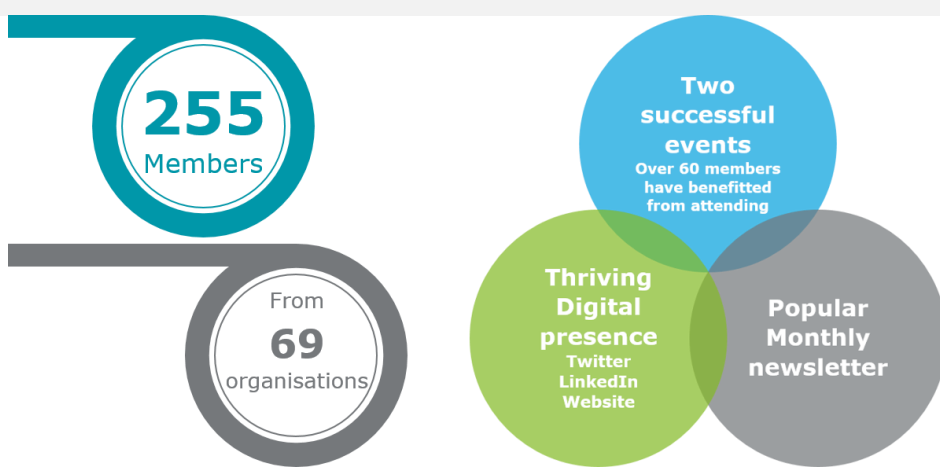 255
Members
From
69
organisations
Two
successful
events
Over 60 members
have benefitted
from attending
Thriving
Digital
presence
Twitter
LinkedIn
Website
Popular
Monthly
newsletter